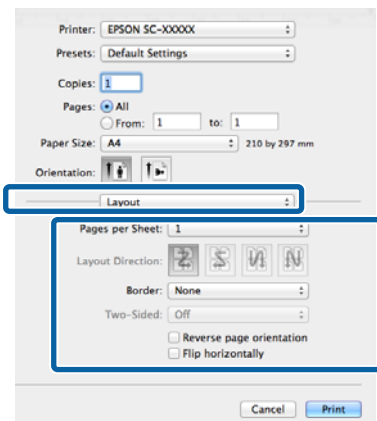 Printer: EPSON SC-XXXXX
Presets: Default Settings
Copies: 1
Pages: All
From: 1 to: 1
Paper Size: A4 210 by 297 mm
Orientation:
Layout
Pages per Sheet: 1
Layout Direction:
Border: None
Two-Sided: Off
Reverse page orientation
Flip horizontally
Cancel Print